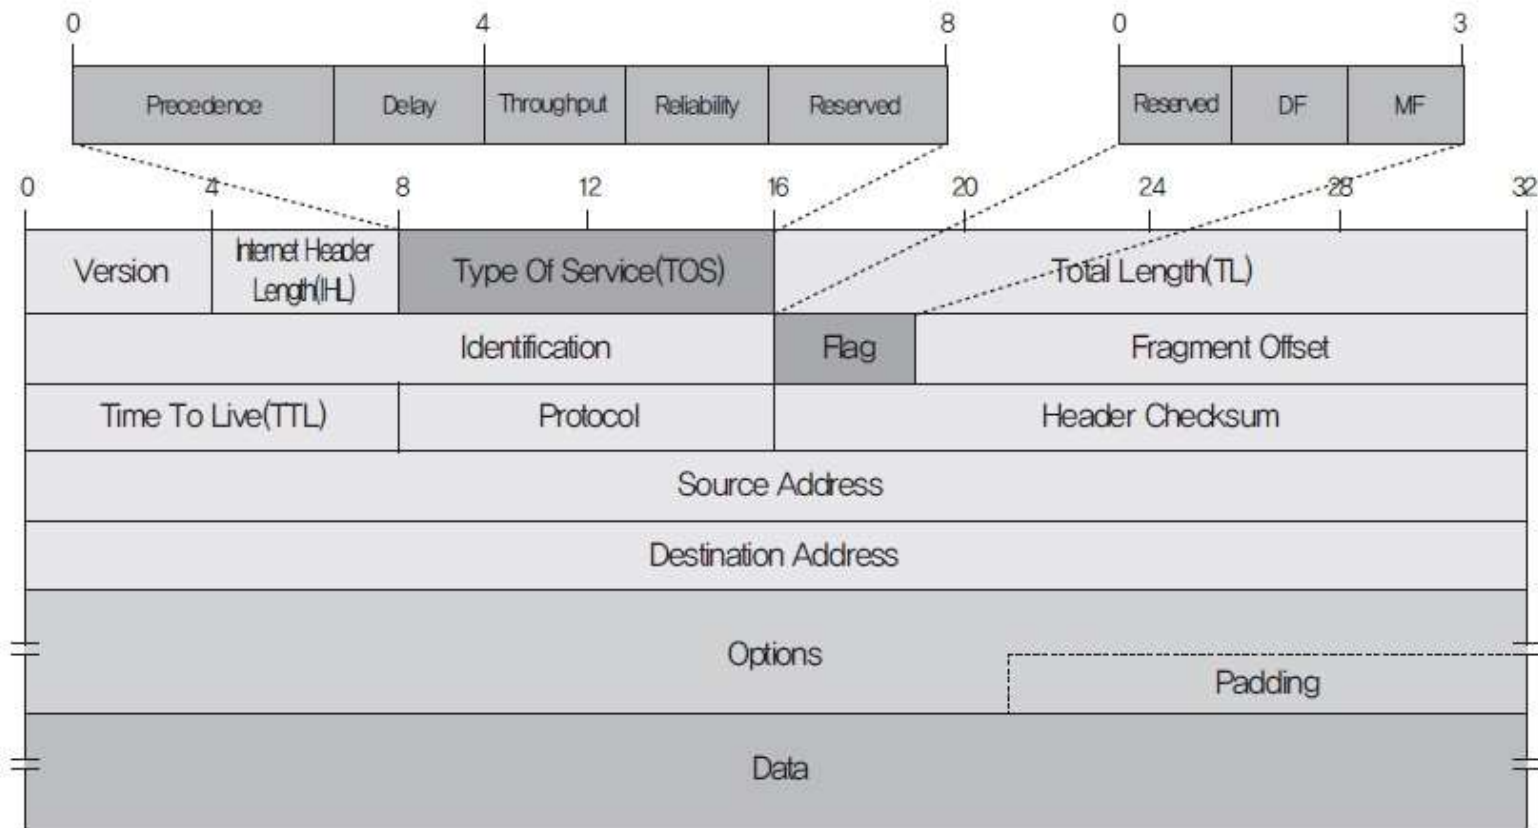 0 4 8 0 3
Precedence Delay Throughput Reliability Reserved Reserved DF MF
0 4 8 12 16 20 24 28 32
Version Internet Header Length(IHL) Type Of Service(TOS) Total Length(TL)
Identification Flag Fragment Offset
Time To Live(TTL) Protocol Header Checksum
Source Address
Destination Address
Options
Padding
Data